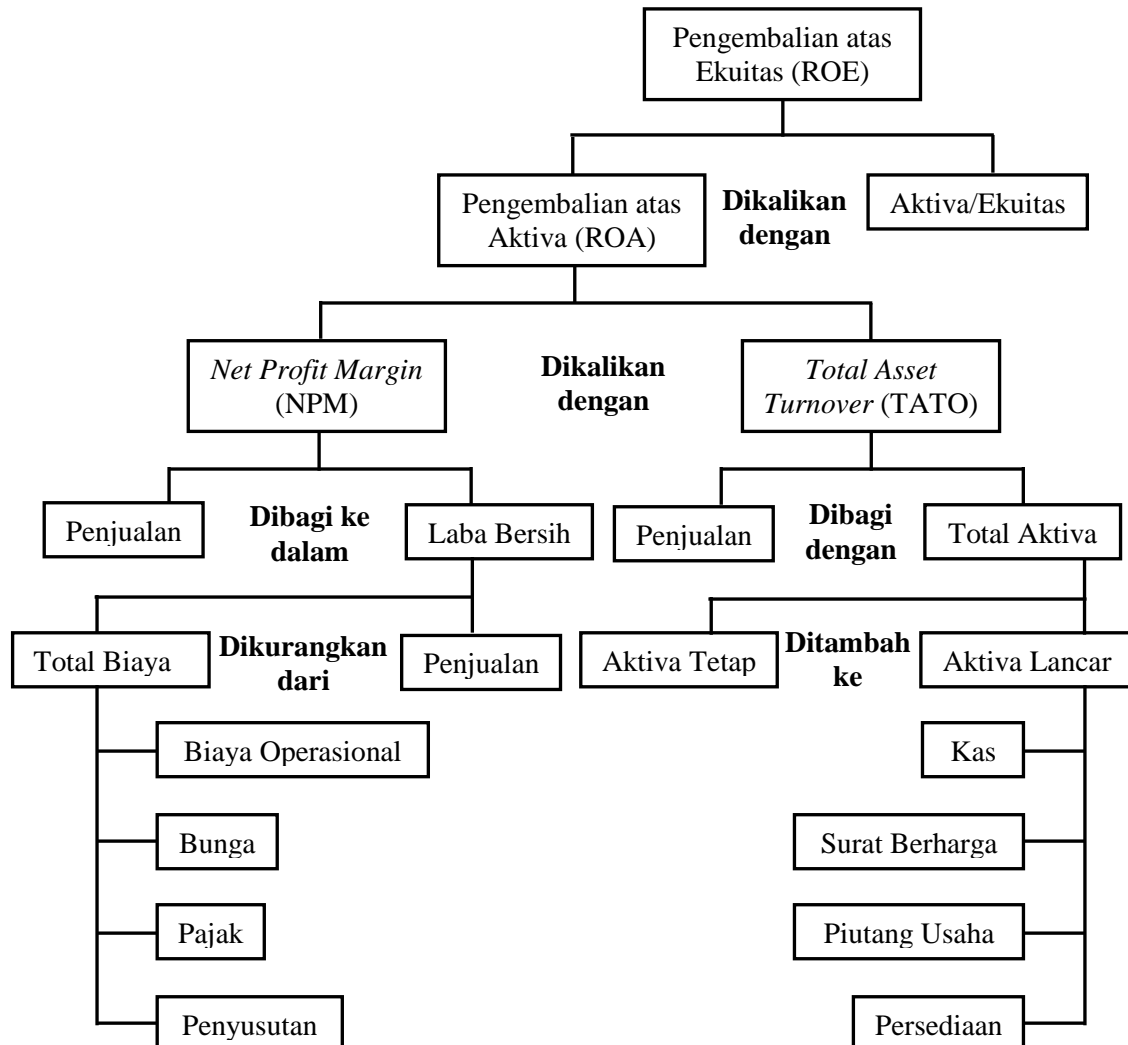 Pengembalian atas
Ekuitas (ROE)
Pengembalian atas
Aktiva (ROA)
Dikalikan
dengan
Aktiva/Ekuitas
Net Profit Margin
(NPM)
Dikalikan
dengan
Total Asset
Turnover (TATO)
Penjualan
Dibagi ke
dalam
Laba Bersih
Penjualan
Dibagi
dengan
Total Aktiva
Total Biaya
Dikurangkan
dari
Penjualan
Aktiva Tetap
Ditambah
ke
Aktiva Lancar
Biaya Operasional
Kas
Bunga
Surat Berharga
Pajak
Piutang Usaha
Penyusutan
Persediaan